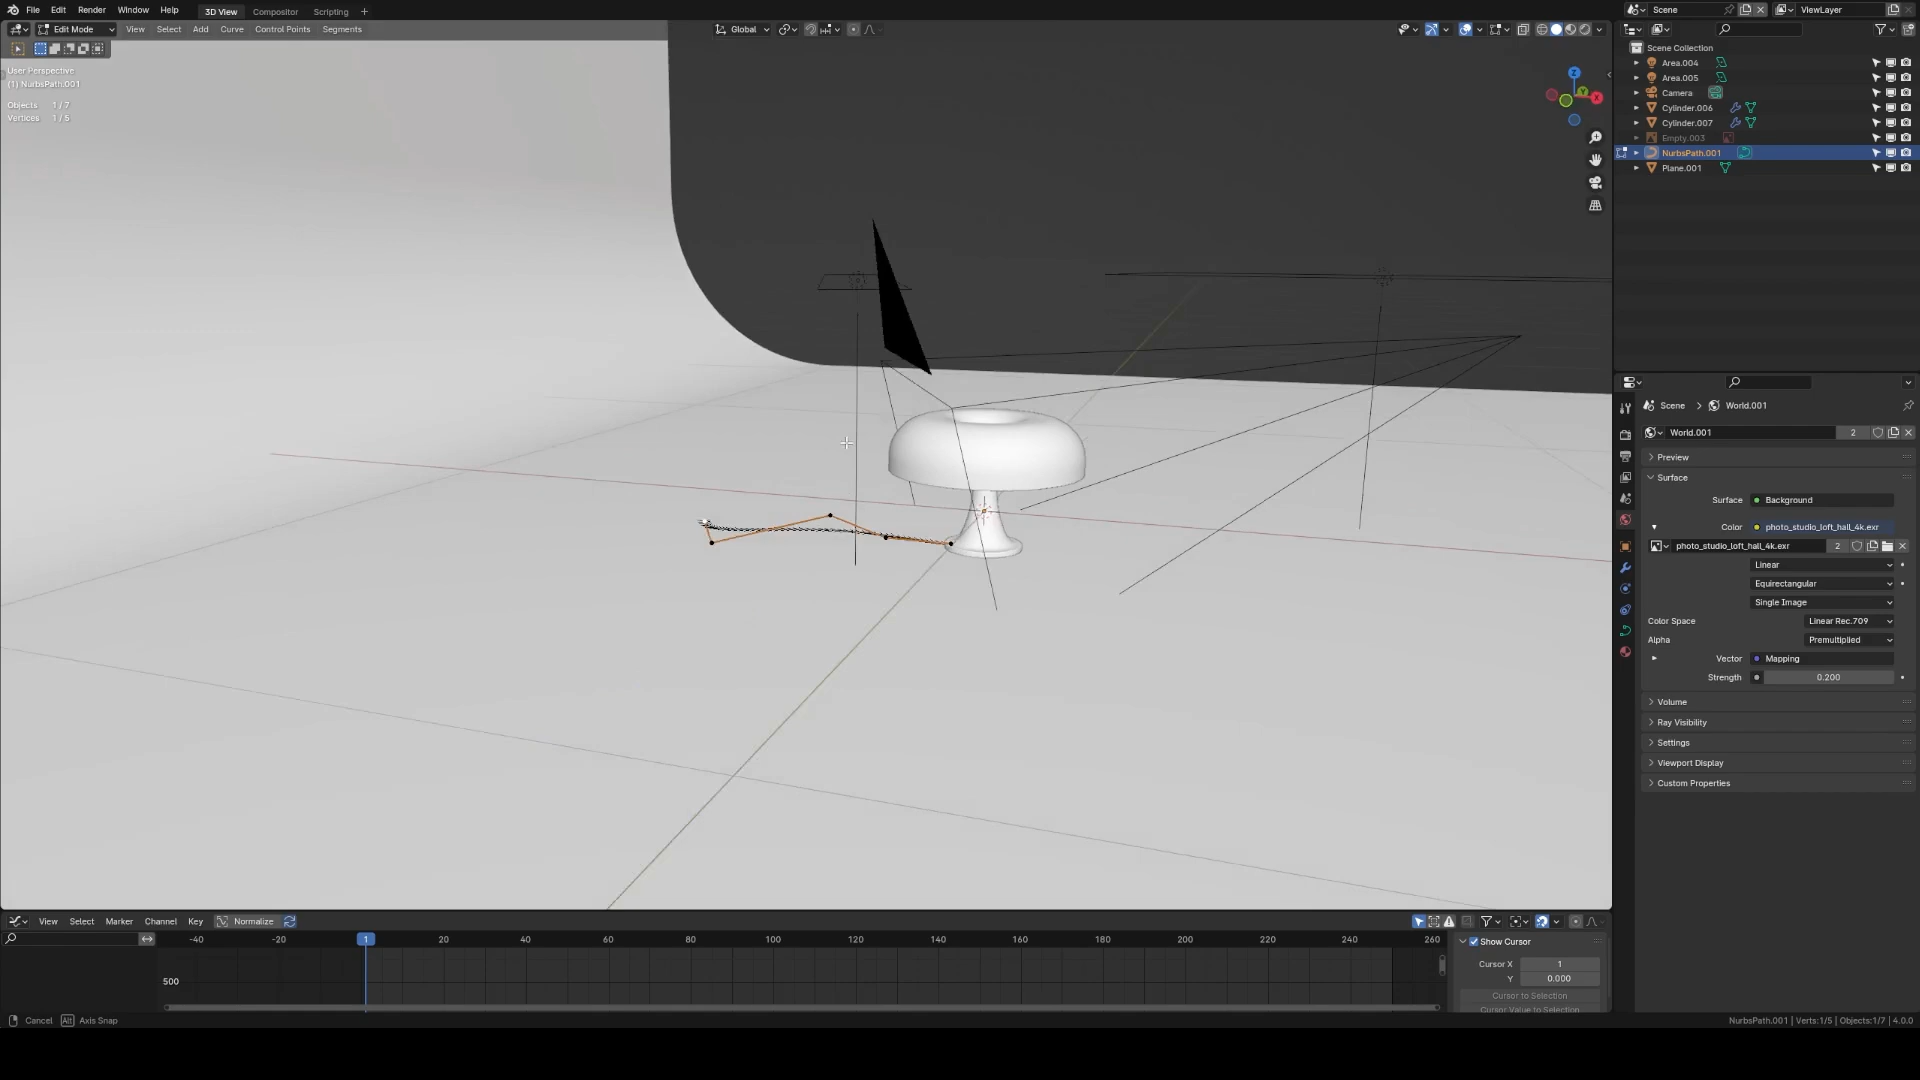 File Edit Render Window Help 3D View Compositor Scripting + Scene ViewLayer
Edit Mode View Select Add Curve Control Points Segments Global
User Perspective
(1) NurbsPath.001
Objects 1/7
Vertices 1/5
Z
Y
X
Scene Collection
Area.004
Area.005
Camera
Cylinder.006
Cylinder.007
Empty.003
NurbsPath.001
Plane.001
Scene > World.001
World.001 2
Preview
Surface
Surface Background
Color photo_studio_loft_hall_4k.exr
photo_studio_loft_hall_4k.exr 2
Linear
Equirectangular
Single Image
Color Space Linear Rec.709
Alpha Premultiplied
Vector Mapping
Strength 0.200
Volume
Ray Visibility
Settings
Viewport Display
Custom Properties
View Select Marker Channel Key Normalize
-40 -20 1 20 40 60 80 100 120 140 160 180 200 220 240 260
500
Show Cursor
Cursor X 1
Y 0.000
Cursor to Selection
Cursor Value to Selection
Cancel Alt Axis Snap
NurbsPath.001 | Verts:1/5 | Objects:1/7 | 4.0.0